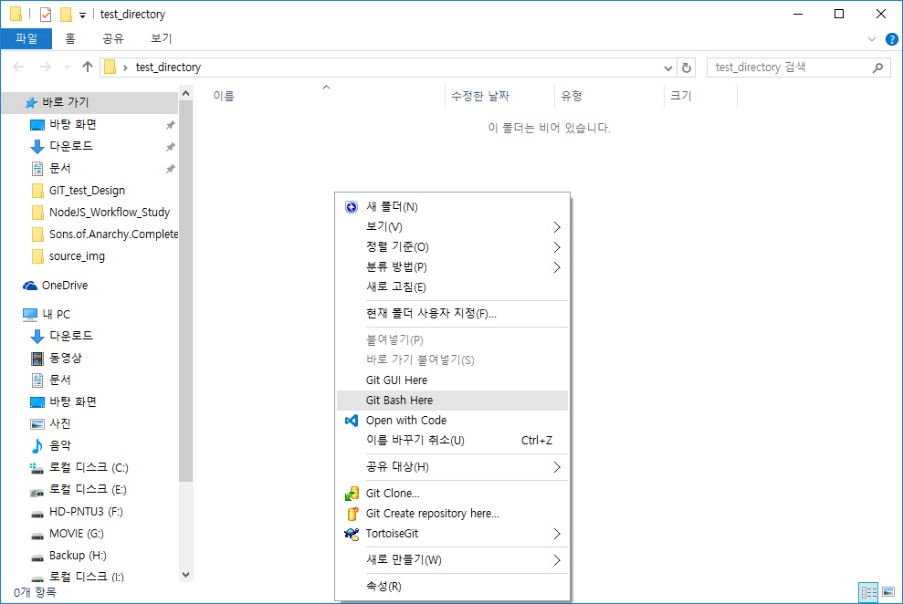 test_directory
파일 홈 공유 보기
test_directory
test_directory 검색
이름 수정한 날짜 유형 크기
이 폴더는 비어 있습니다.
바로 가기
바탕 화면
다운로드
문서
GIT_test_Design
NodeJS_Workflow_Study
Sons.of.Anarchy.Complete
source_img
OneDrive
내 PC
다운로드
동영상
문서
바탕 화면
사진
음악
로컬 디스크 (C:)
로컬 디스크 (E:)
HD-PNTU3 (F:)
MOVIE (G:)
Backup (H:)
로컬 디스크 (I:)
새 폴더(N)
보기(V)
정렬 기준(O)
분류 방법(P)
새로 고침(E)
현재 폴더 사용자 지정(F)...
붙여넣기(P)
바로 가기 붙여넣기(S)
Git GUI Here
Git Bash Here
Open with Code
이름 바꾸기 취소(U) Ctrl+Z
공유 대상(H)
Git Clone...
Git Create repository here...
TortoiseGit
새로 만들기(W)
속성(R)
0개 항목